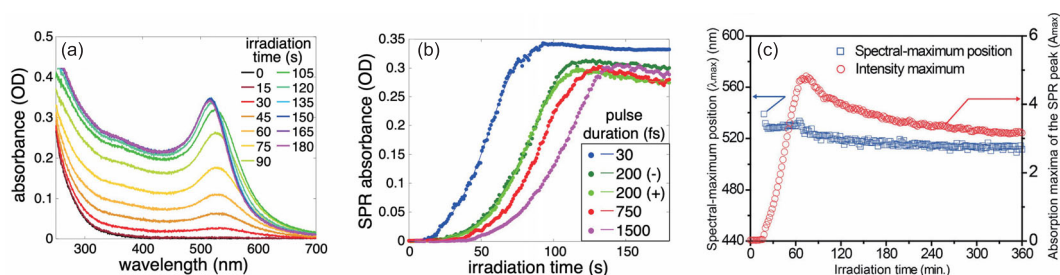 (a)
0.5
0.4
0.3
0.2
0.1
0
absorbance (OD)
300
500
700
wavelength (nm)
irradiation
time (s)
0 105
15 120
30 135
45 150
60 165
75 180
90
(b)
0.35
0.3
0.25
0.2
0.15
0.1
0.05
0
SPR absorbance (OD)
0
50
100
150
irradiation time (s)
pulse
duration (fs)
30
200 (-)
200 (+)
750
1500
(c)
600
560
520
480
440
Spectral-maxima position (λmax) (nm)
Spectral-maximum position
Intensity maximum
6
5
4
3
2
1
0
Absorption maxima of the SPR peak (Amax)
0 60 120 180 240 300 360
Irradiation time (min.)